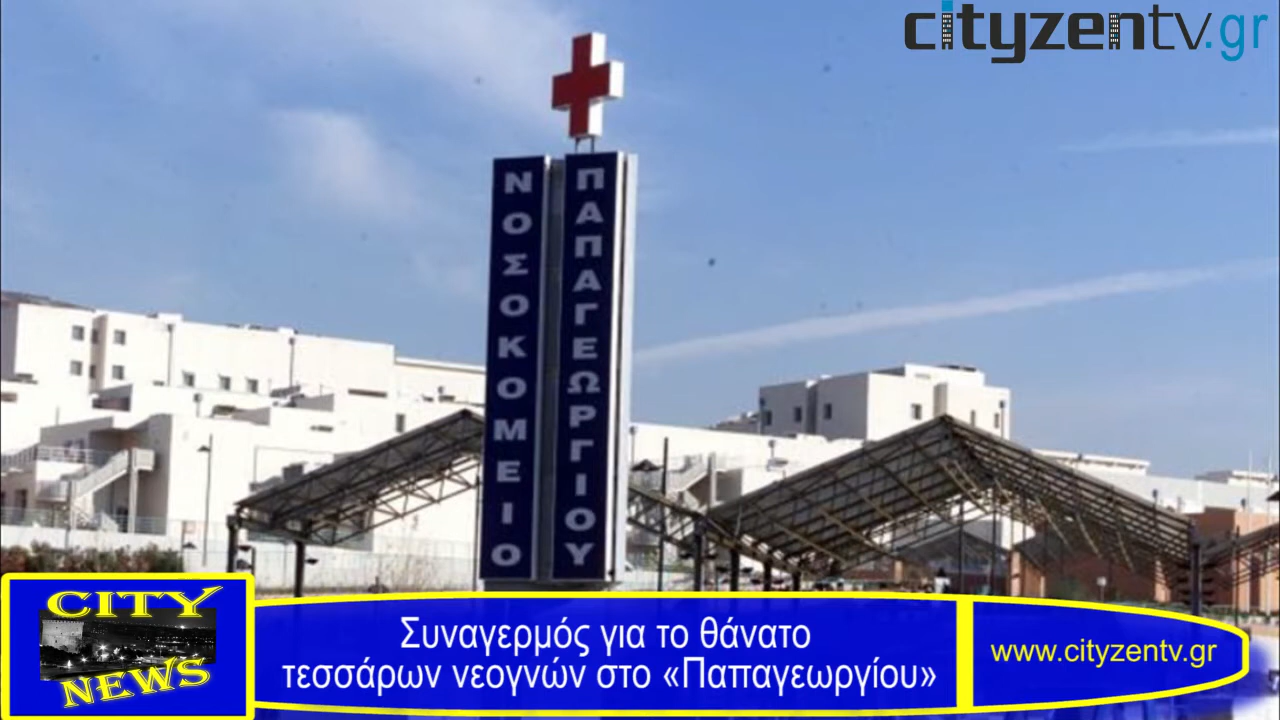 cityzentv.gr
ΝΟΣΟΚΟΜΕΙΟ
ΠΑΠΑΓΕΩΡΓΙΟΥ
CITY
NEWS
Συναγερμός για το θάνατο
τεσσάρων νεογνών στο «Παπαγεωργίου»
www.cityzentv.gr